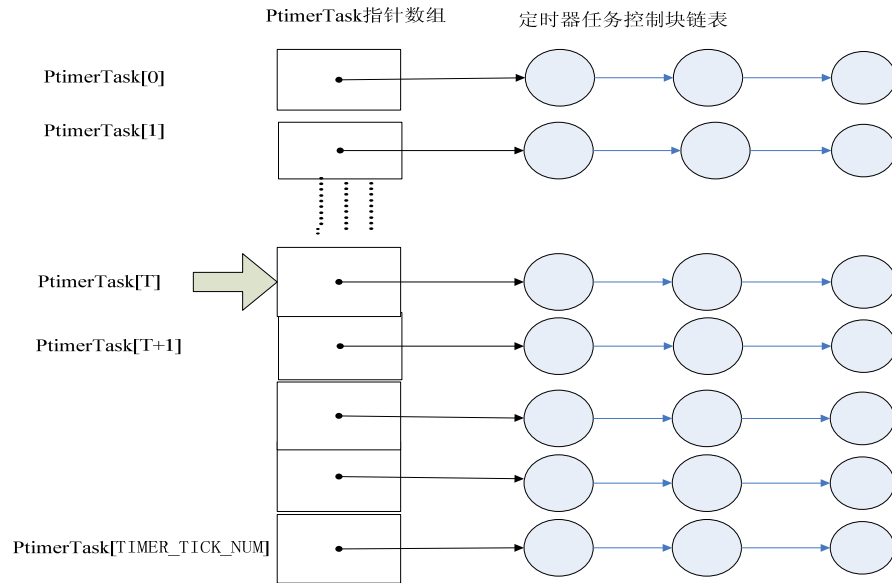 PtimerTask指针数组
定时器任务控制块链表
PtimerTask[0]
PtimerTask[1]
PtimerTask[T]
PtimerTask[T+1]
PtimerTask[TIMER_TICK_NUM]